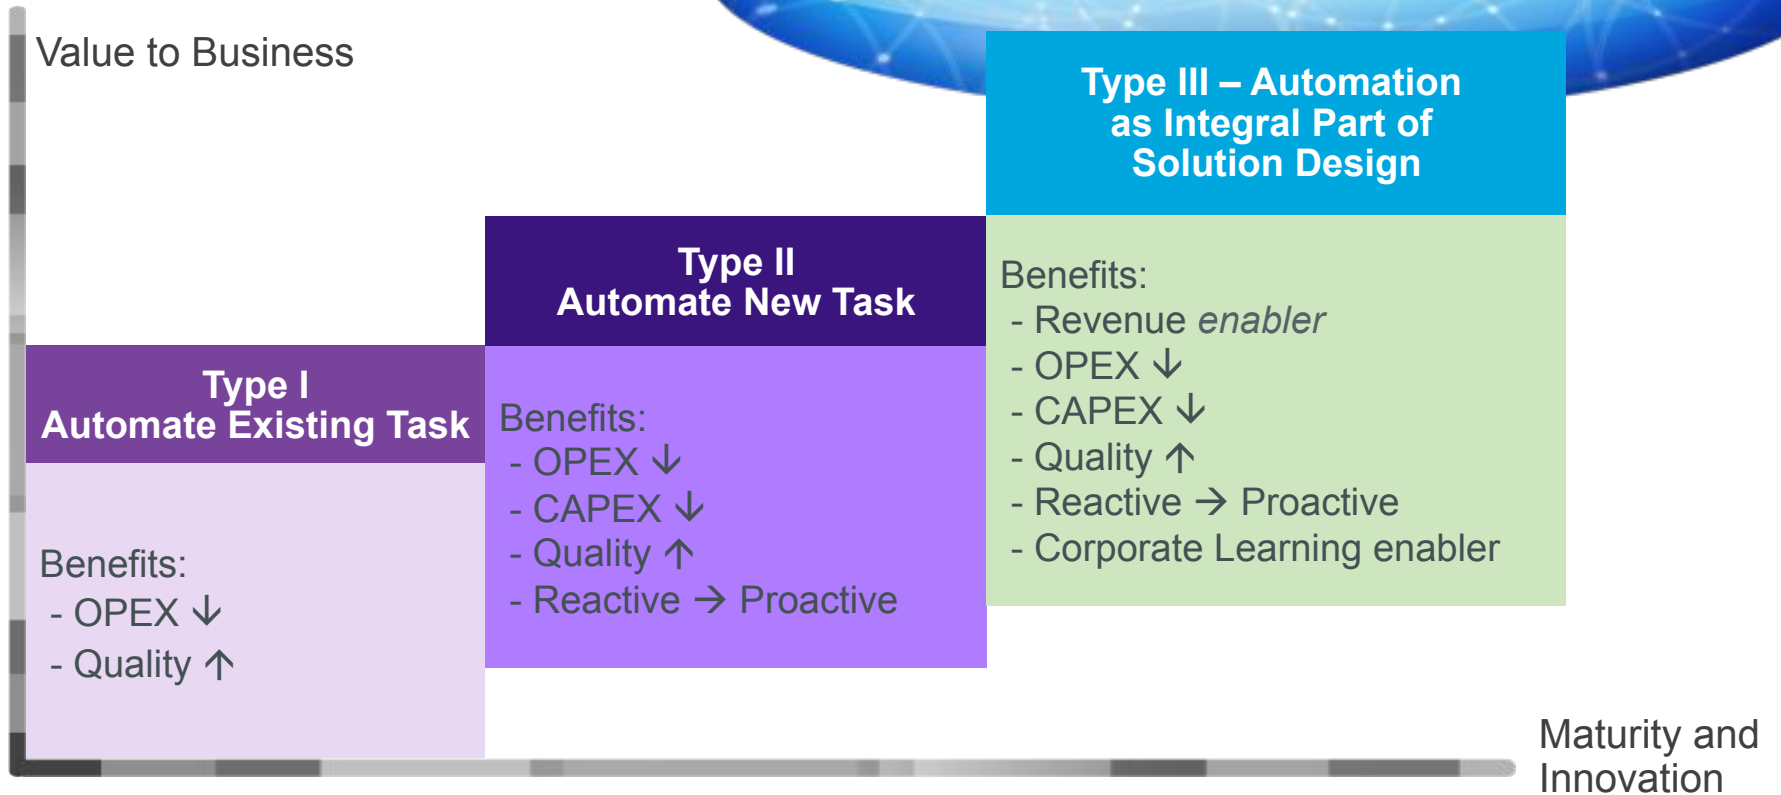 Value to Business
Type I
Automate Existing Task
Benefits:
- OPEX ↓
- Quality ↑
Type II
Automate New Task
Benefits:
- OPEX ↓
- CAPEX ↓
- Quality ↑
- Reactive → Proactive
Type III – Automation
as Integral Part of
Solution Design
Benefits:
- Revenue enabler
- OPEX ↓
- CAPEX ↓
- Quality ↑
- Reactive → Proactive
- Corporate Learning enabler
Maturity and
Innovation